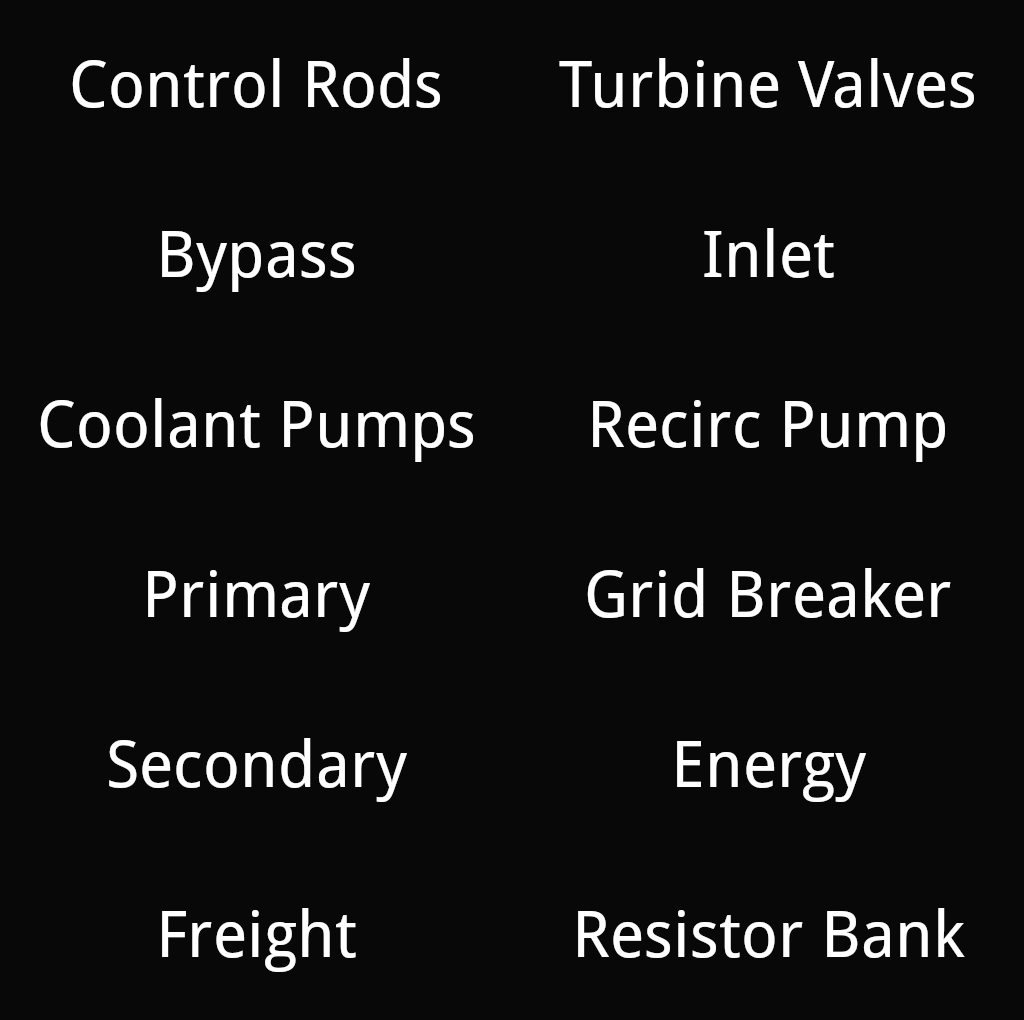 Control Rods
Turbine Valves
Bypass
Inlet
Coolant Pumps
Recirc Pump
Primary
Grid Breaker
Secondary
Energy
Freight
Resistor Bank